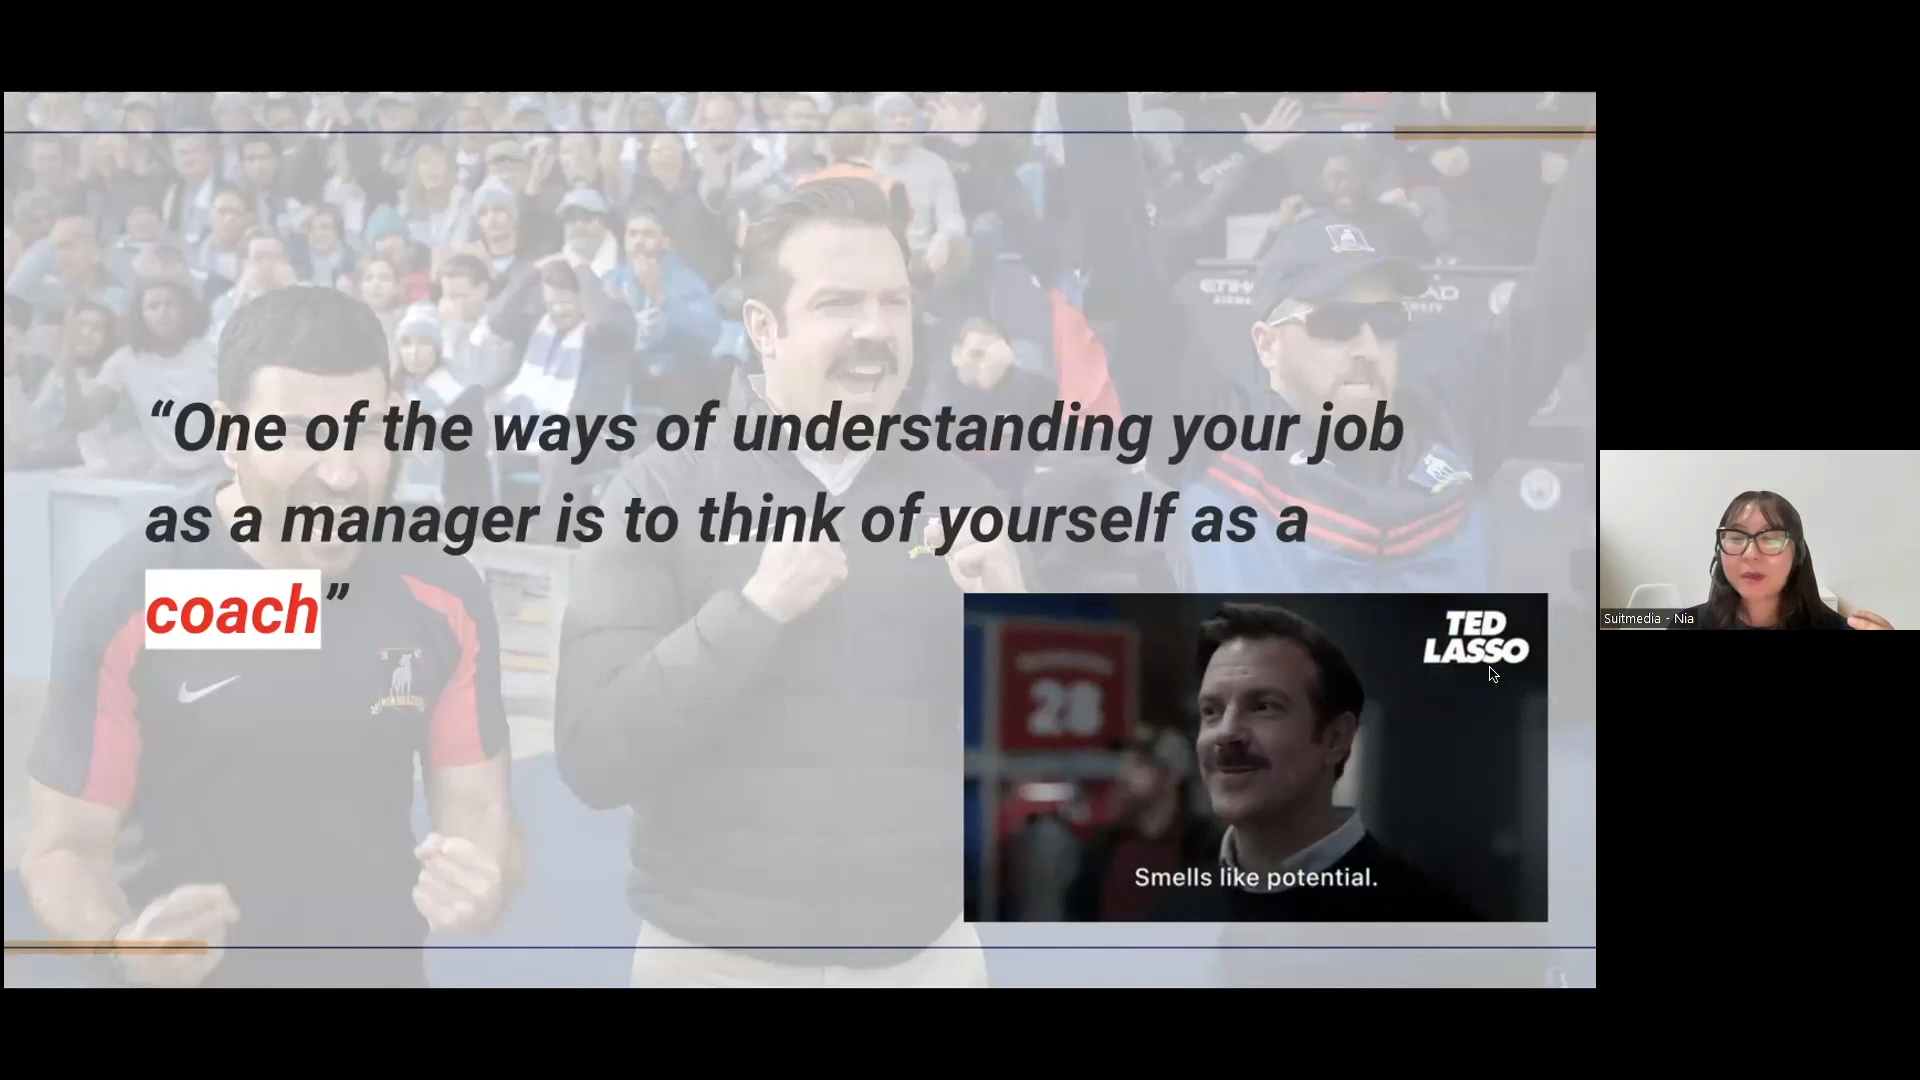 “One of the ways of understanding your job
as a manager is to think of yourself as a
coach”
TED
LASSO
28
Smells like potential.
Suitmedia - Nia